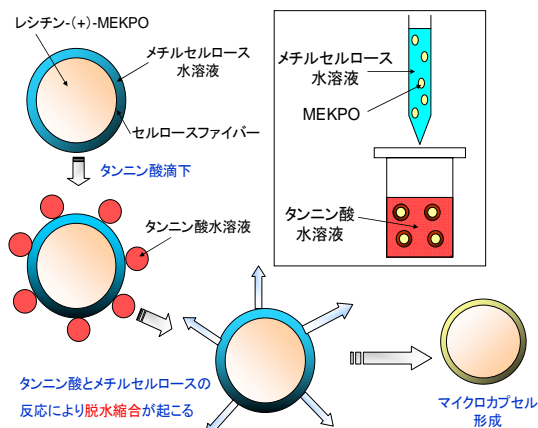 レシチン-(+)-MEKPO
メチルセルロース
水溶液
セルロースファイバー
タンニン酸滴下
タンニン酸水溶液
タンニン酸とメチルセルロースの
反応により脱水縮合が起こる
マイクロカプセル
形成
メチルセルロース
水溶液
MEKPO
タンニン酸
水溶液